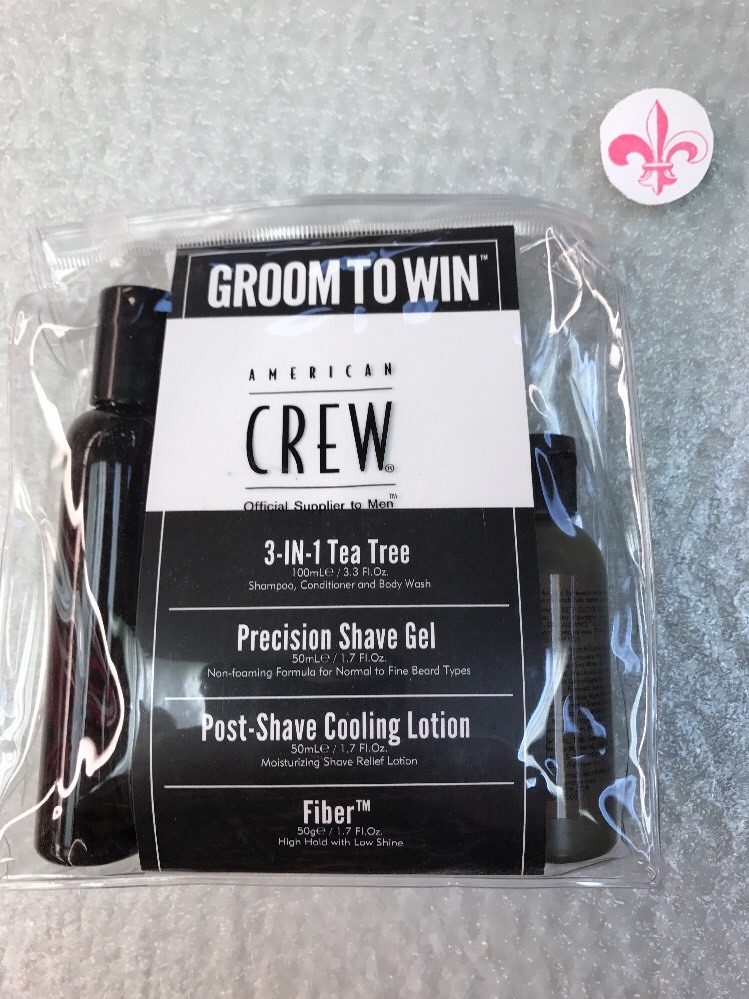 GROOM TO WIN™
AMERICAN
CREW®
Official Supplier to Men™
3-IN-1 Tea Tree
100mL℮ / 3.3 Fl.Oz.
Shampoo, Conditioner and Body Wash
Precision Shave Gel
50mL℮ / 1.7 Fl.Oz.
Non-foaming Formula for Normal to Fine Beard Types
Post-Shave Cooling Lotion
50mL℮ / 1.7 Fl.Oz.
Moisturizing Shave Relief Lotion
Fiber™
50g℮ / 1.7 Fl.Oz.
High Hold with Low Shine